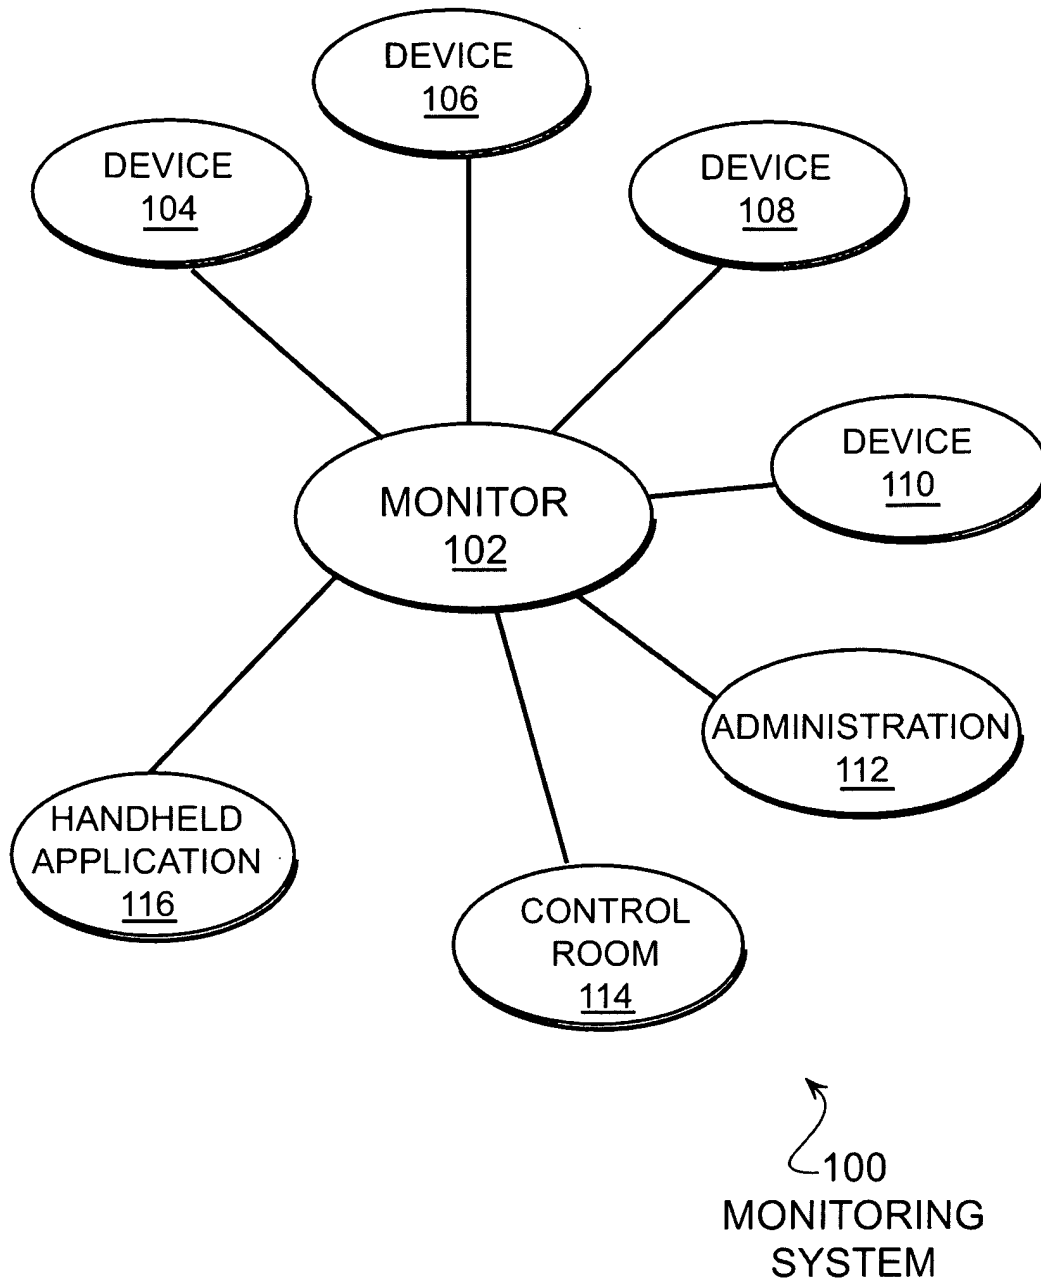 DEVICE
106
DEVICE
104
DEVICE
108
DEVICE
110
MONITOR
102
ADMINISTRATION
112
HANDHELD
APPLICATION
116
CONTROL
ROOM
114
100
MONITORING
SYSTEM